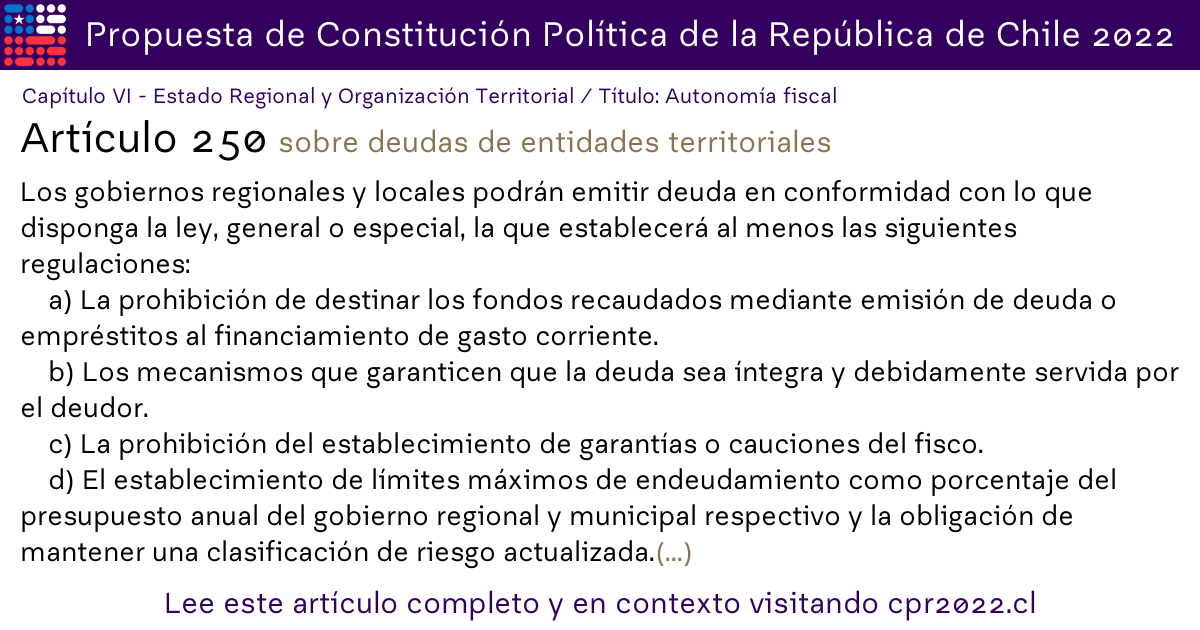 Propuesta de Constitución Política de la República de Chile 2022
Capítulo VI - Estado Regional y Organización Territorial / Título: Autonomía fiscal
Artículo 250 sobre deudas de entidades territoriales
Los gobiernos regionales y locales podrán emitir deuda en conformidad con lo que
disponga la ley, general o especial, la que establecerá al menos las siguientes
regulaciones:
a) La prohibición de destinar los fondos recaudados mediante emisión de deuda o
empréstitos al financiamiento de gasto corriente.
b) Los mecanismos que garanticen que la deuda sea íntegra y debidamente servida por
el deudor.
c) La prohibición del establecimiento de garantías o cauciones del fisco.
d) El establecimiento de límites máximos de endeudamiento como porcentaje del
presupuesto anual del gobierno regional y municipal respectivo y la obligación de
mantener una clasificación de riesgo actualizada.(...)
Lee este artículo completo y en contexto visitando cpr2022.cl